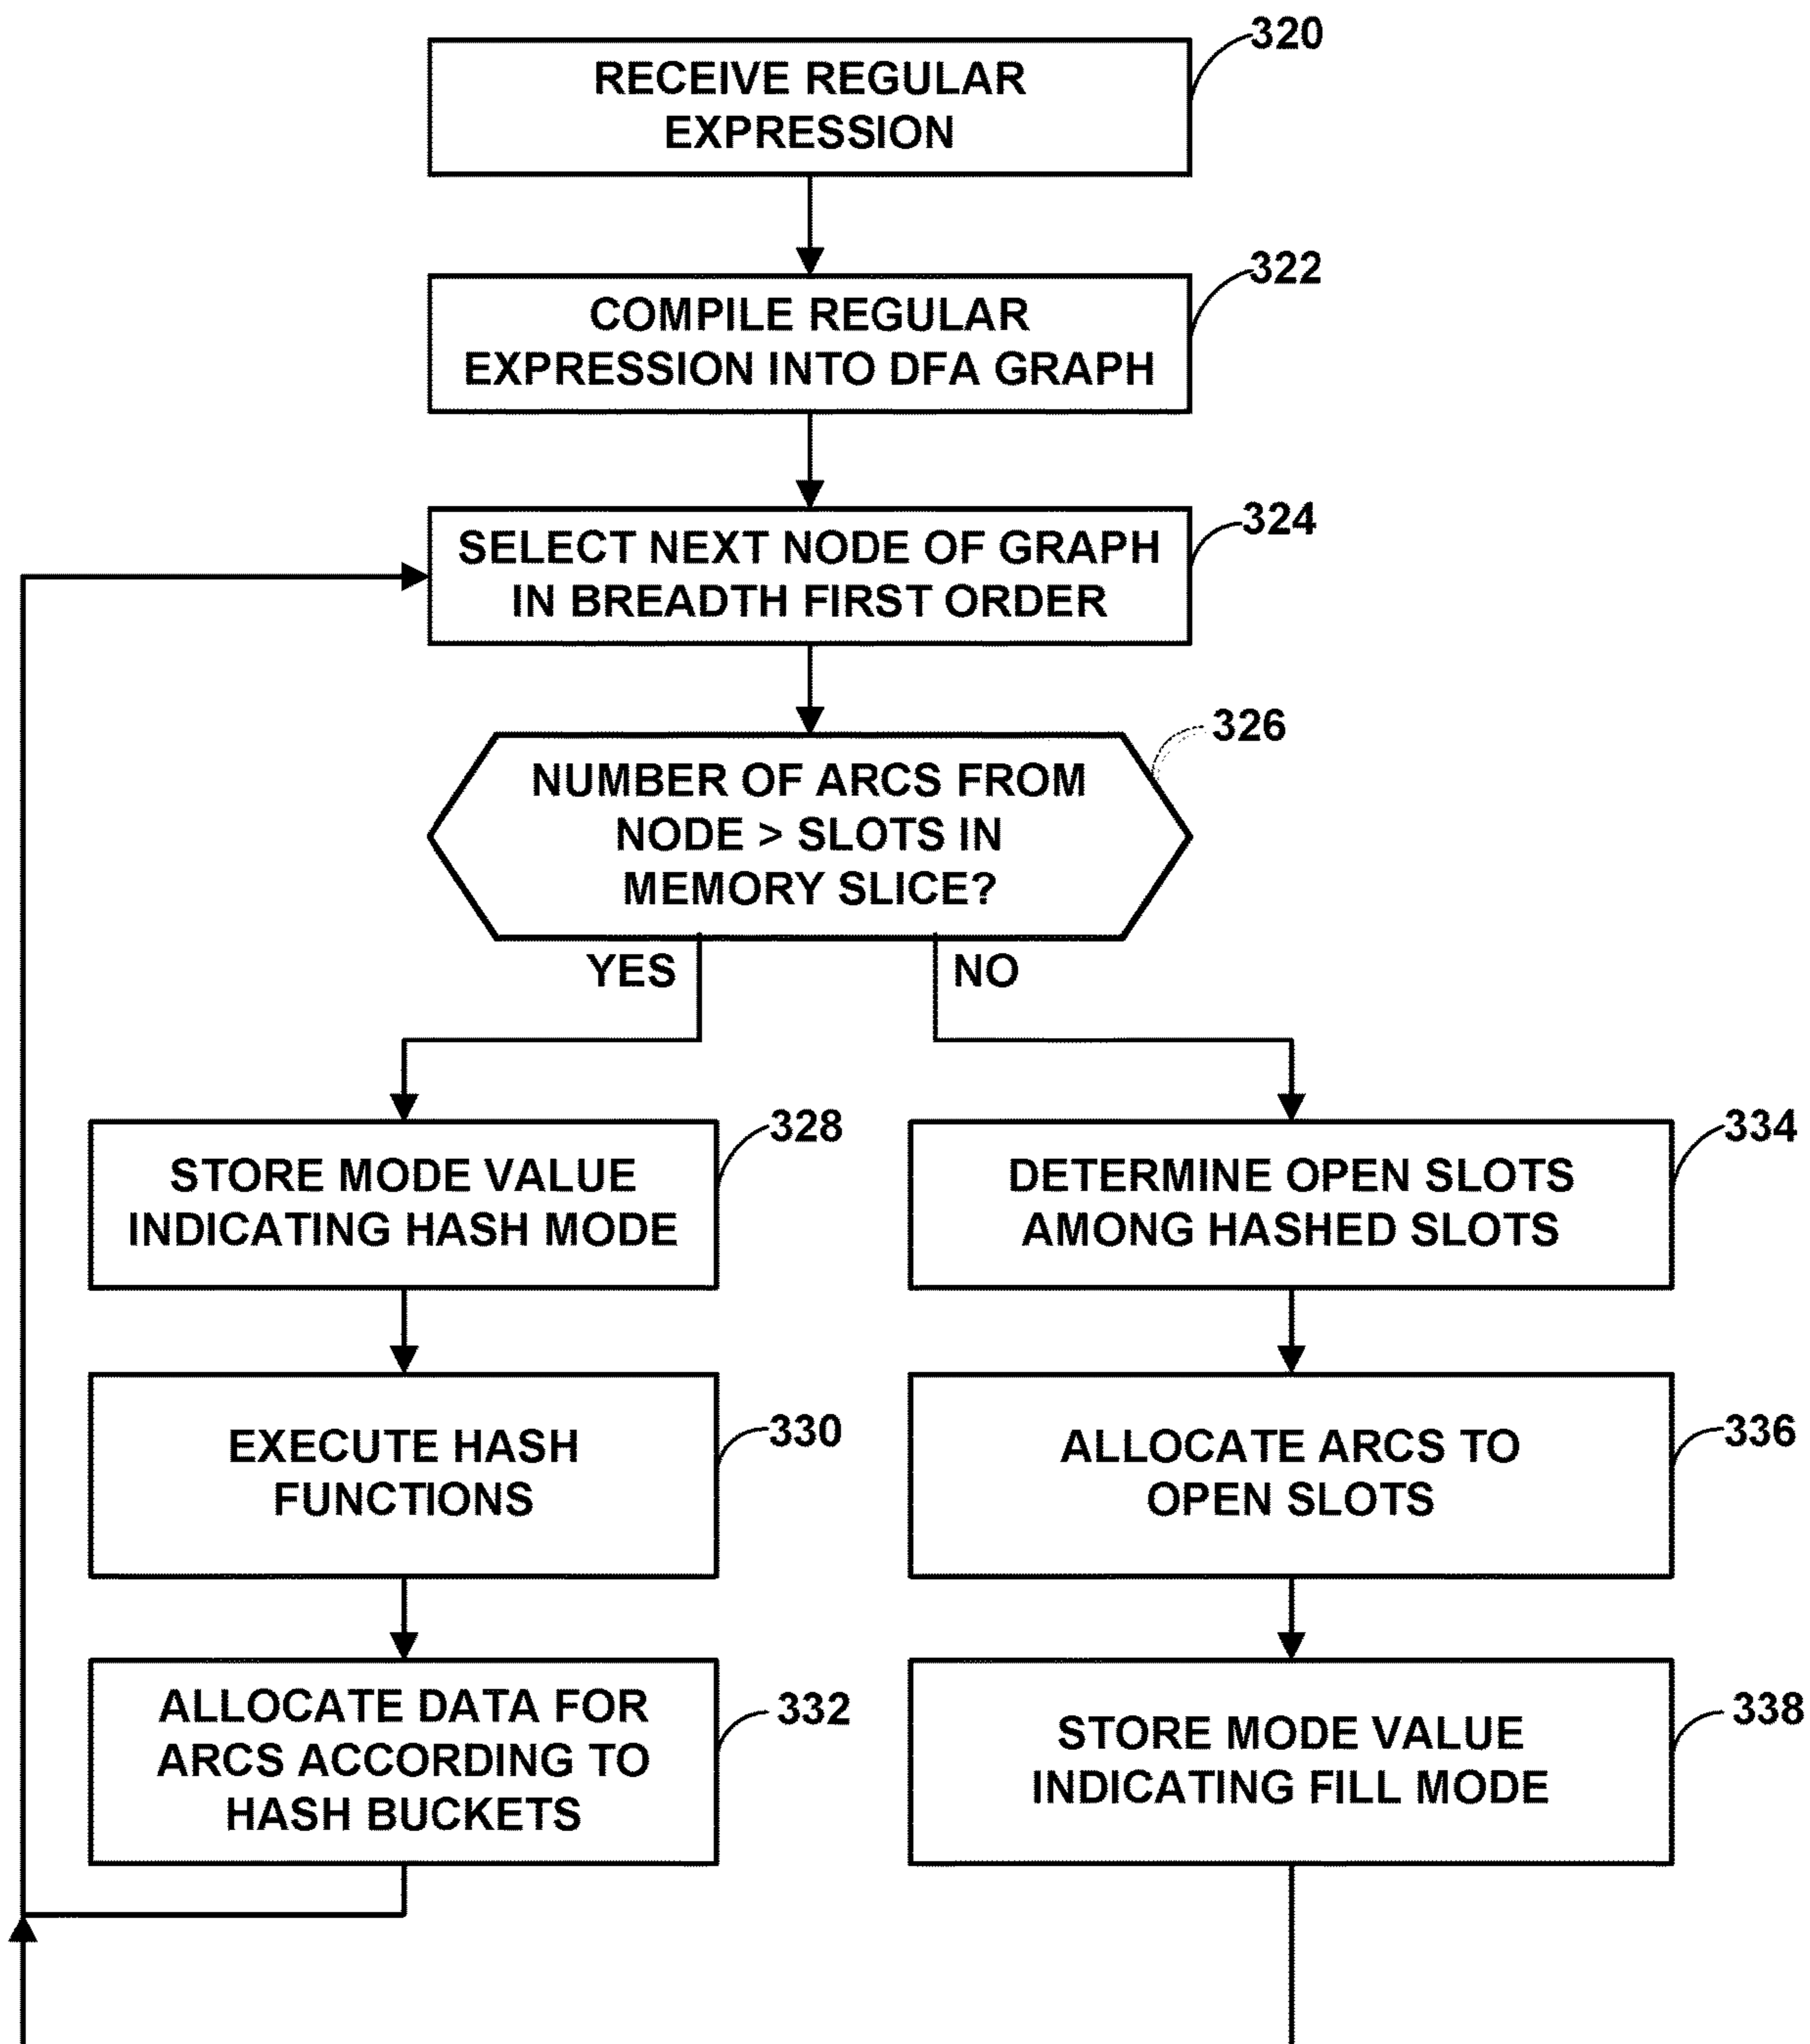 320
RECEIVE REGULAR
EXPRESSION
322
COMPILE REGULAR
EXPRESSION INTO DFA GRAPH
324
SELECT NEXT NODE OF GRAPH
IN BREADTH FIRST ORDER
326
NUMBER OF ARCS FROM
NODE > SLOTS IN
MEMORY SLICE?
YES
NO
328
STORE MODE VALUE
INDICATING HASH MODE
330
EXECUTE HASH
FUNCTIONS
332
ALLOCATE DATA FOR
ARCS ACCORDING TO
HASH BUCKETS
334
DETERMINE OPEN SLOTS
AMONG HASHED SLOTS
336
ALLOCATE ARCS TO
OPEN SLOTS
338
STORE MODE VALUE
INDICATING FILL MODE